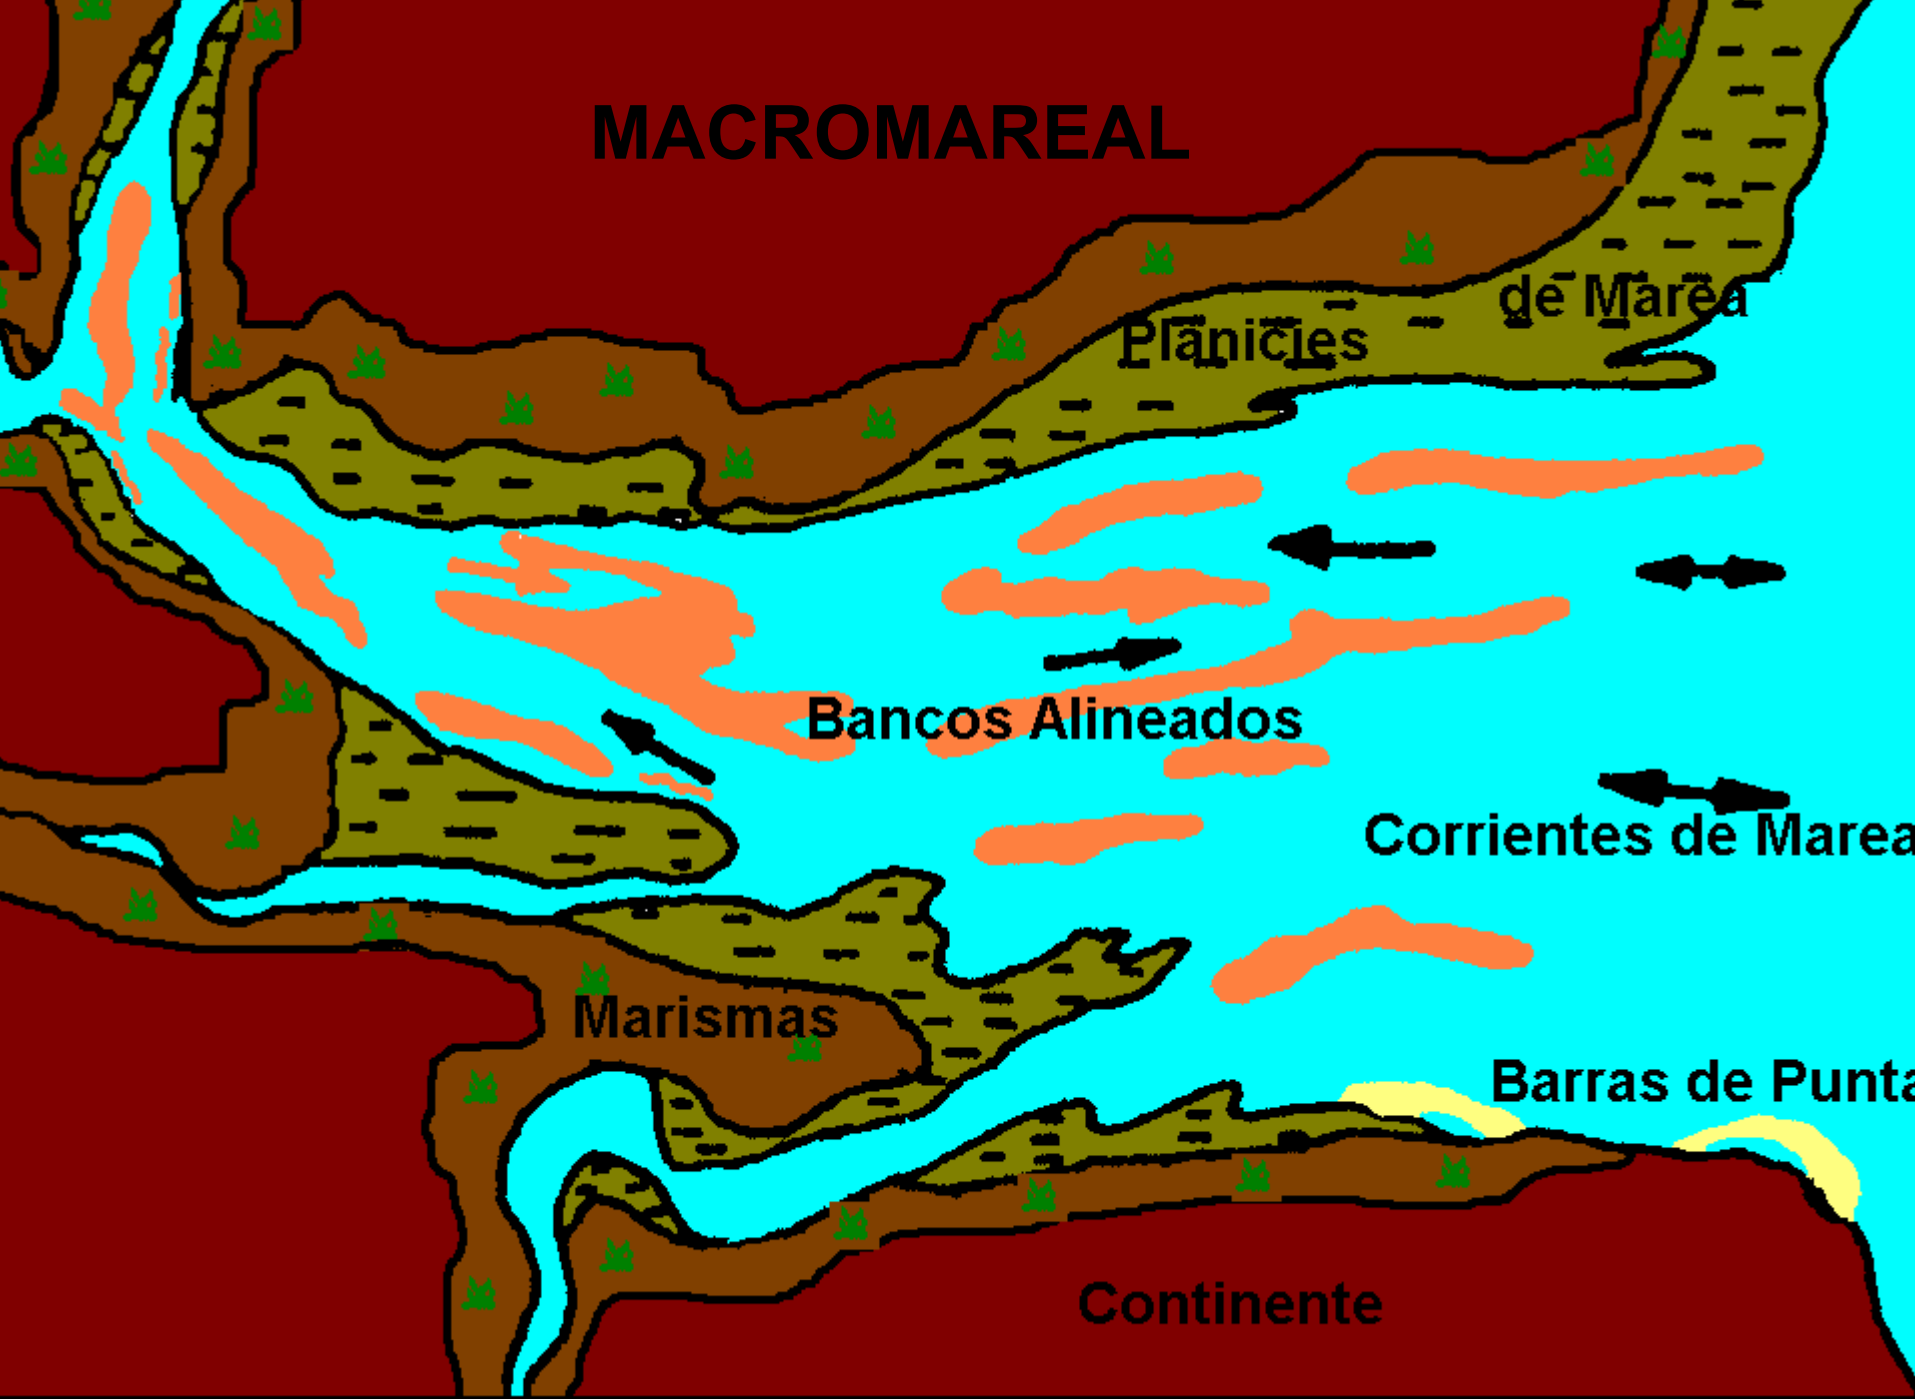 MACROMAREAL
Planicies
de Marea
Bancos Alineados
Corrientes de Marea
Marismas
Barras de Punta
Continente